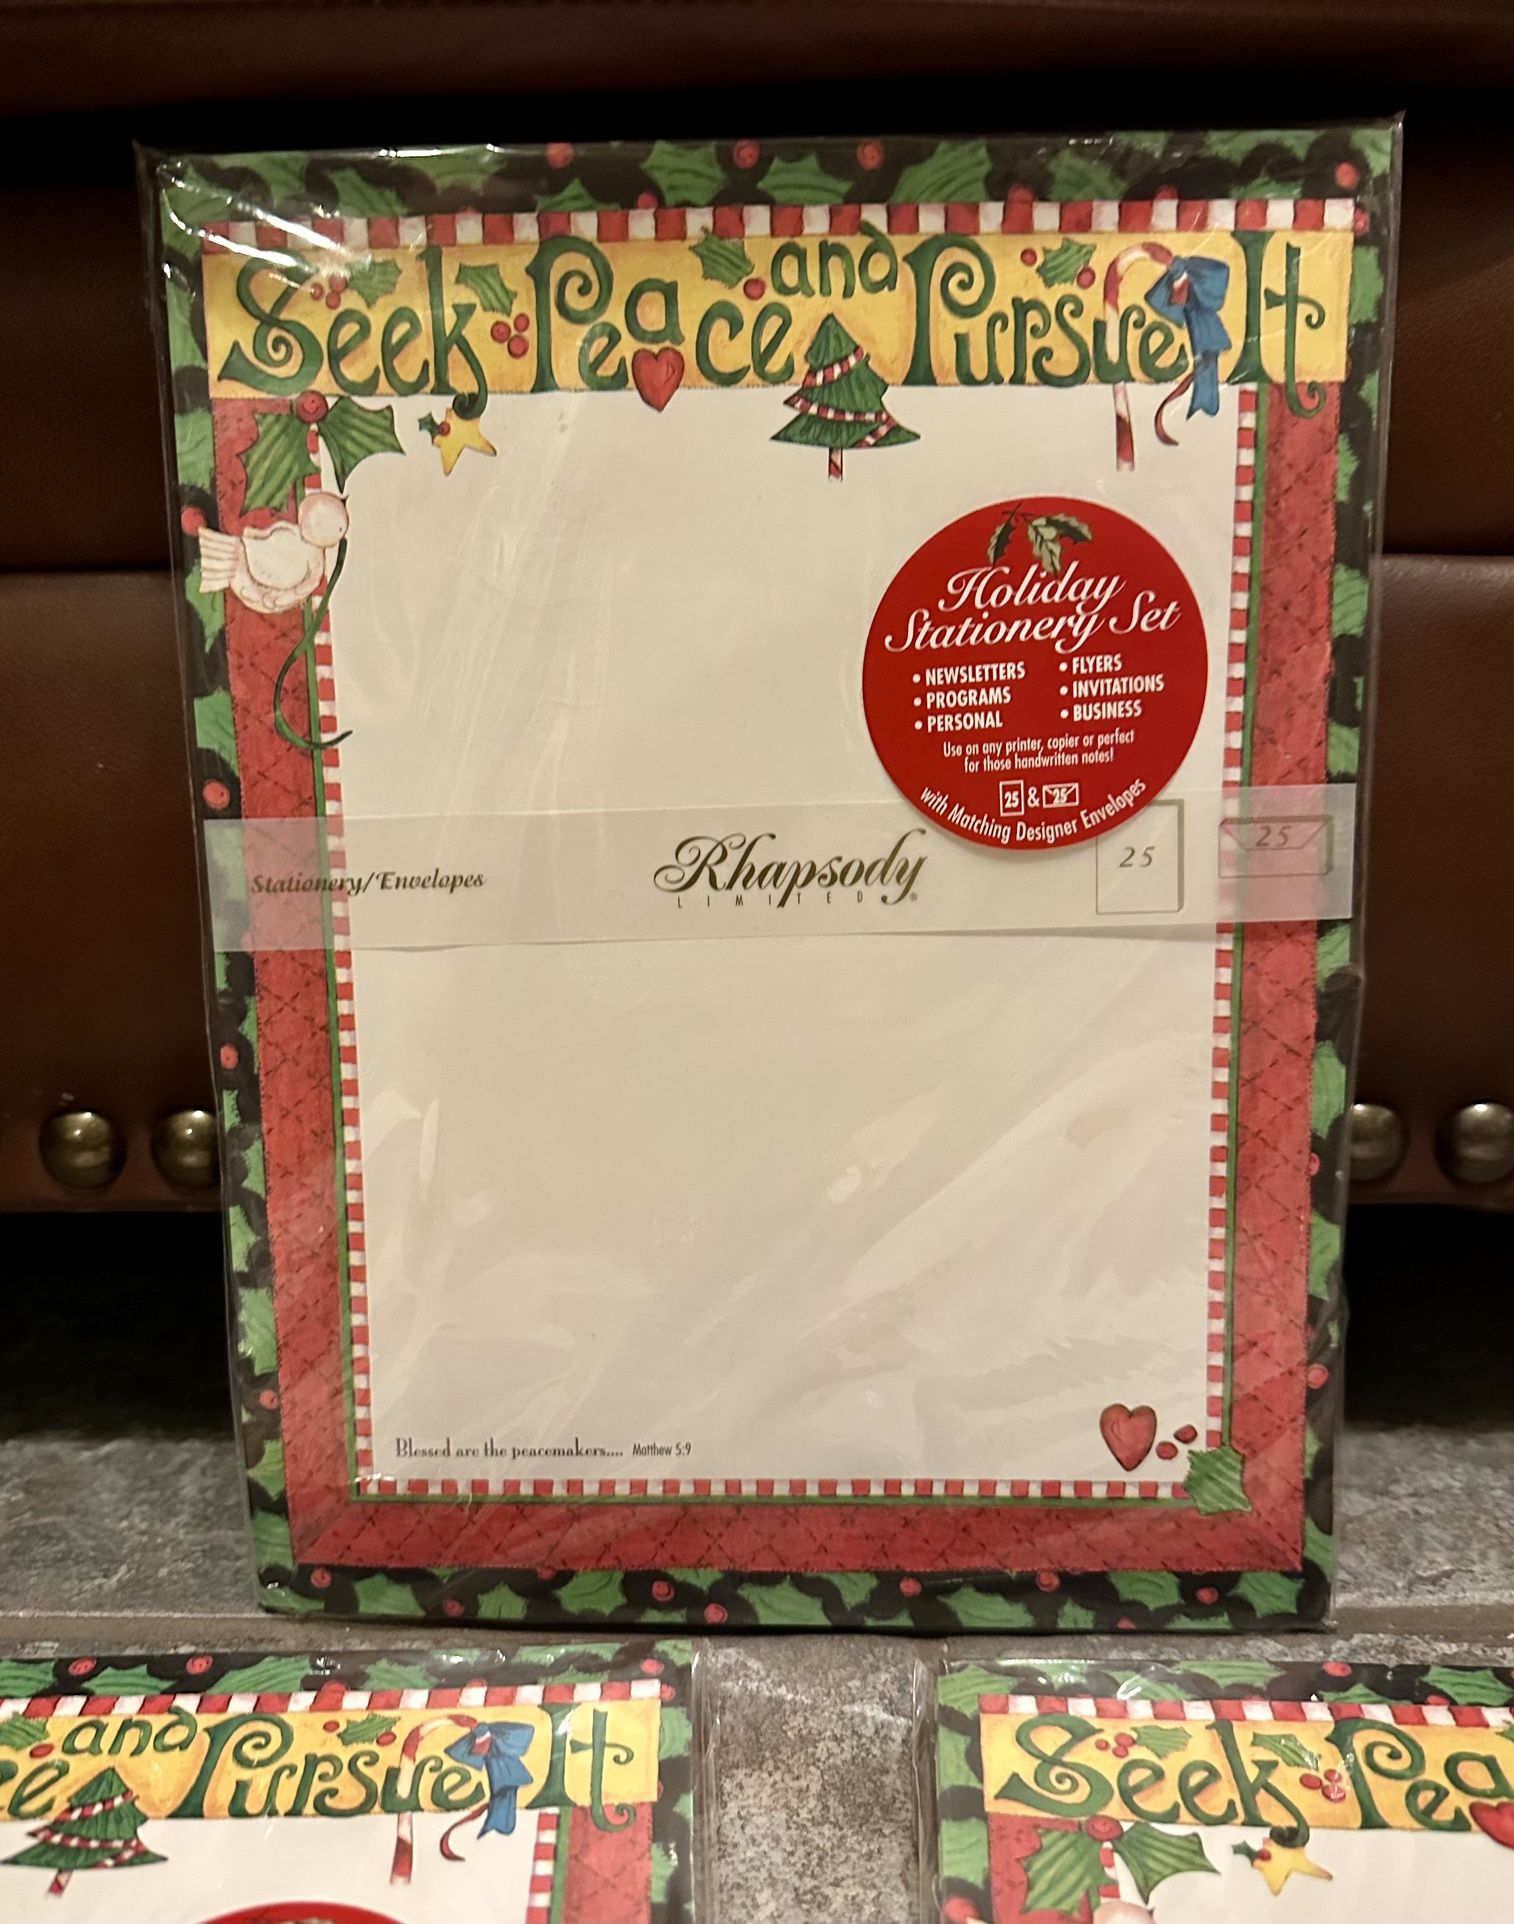 Seek Peace and Pursue It
Holiday
Stationery Set
• NEWSLETTERS
• PROGRAMS
• PERSONAL
• FLYERS
• INVITATIONS
• BUSINESS
Use on any printer, copier or perfect
for those handwritten notes!
25 & 25
with Matching Designer Envelopes
Stationery/Envelopes
Rhapsody
LIMITED®
25
25
Blessed are the peacemakers.... Matthew 5:9
and Pursue It
Seek Pea